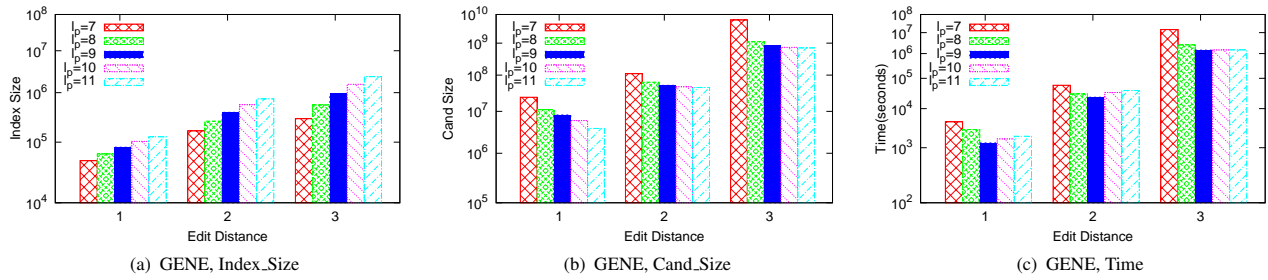 10^8
10^7
10^6
10^5
10^4
Index Size
l_p=7
l_p=8
l_p=9
l_p=10
l_p=11
1 2 3
Edit Distance
(a) GENE, Index_Size
10^10
10^9
10^8
10^7
10^6
10^5
Cand Size
l_p=7
l_p=8
l_p=9
l_p=10
l_p=11
1 2 3
Edit Distance
(b) GENE, Cand_Size
10^8
10^7
10^6
10^5
10^4
10^3
10^2
Time(seconds)
l_p=7
l_p=8
l_p=9
l_p=10
l_p=11
1 2 3
Edit Distance
(c) GENE, Time